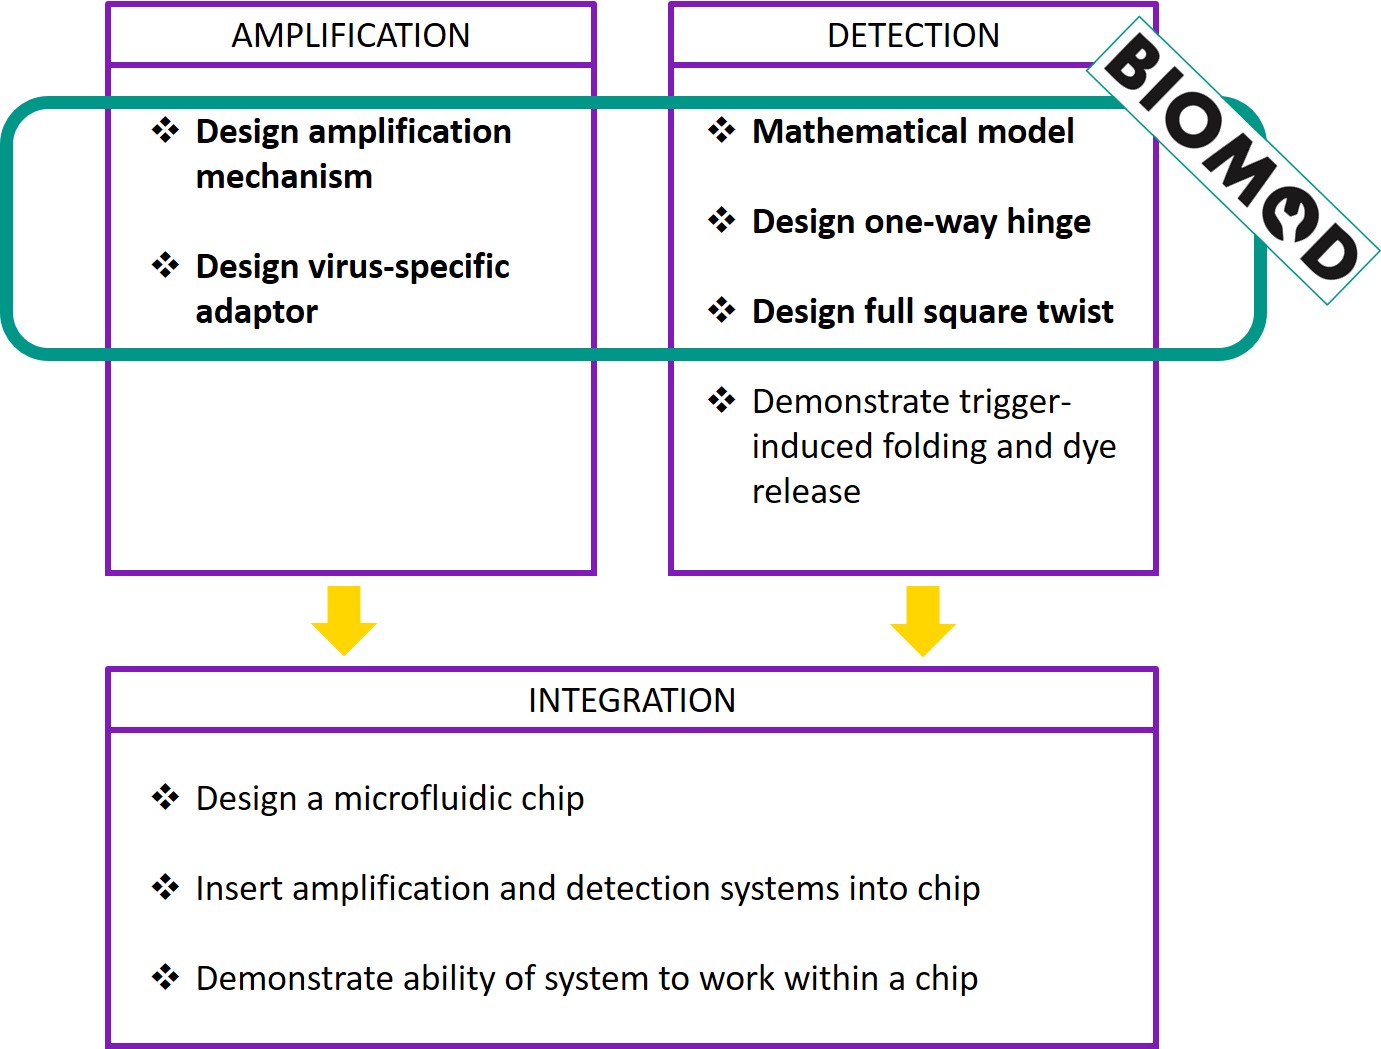 AMPLIFICATION
❖ Design amplification
mechanism
❖ Design virus-specific
adaptor
DETECTION
BIOMOD
❖ Mathematical model
❖ Design one-way hinge
❖ Design full square twist
❖ Demonstrate trigger-
induced folding and dye
release
INTEGRATION
❖ Design a microfluidic chip
❖ Insert amplification and detection systems into chip
❖ Demonstrate ability of system to work within a chip